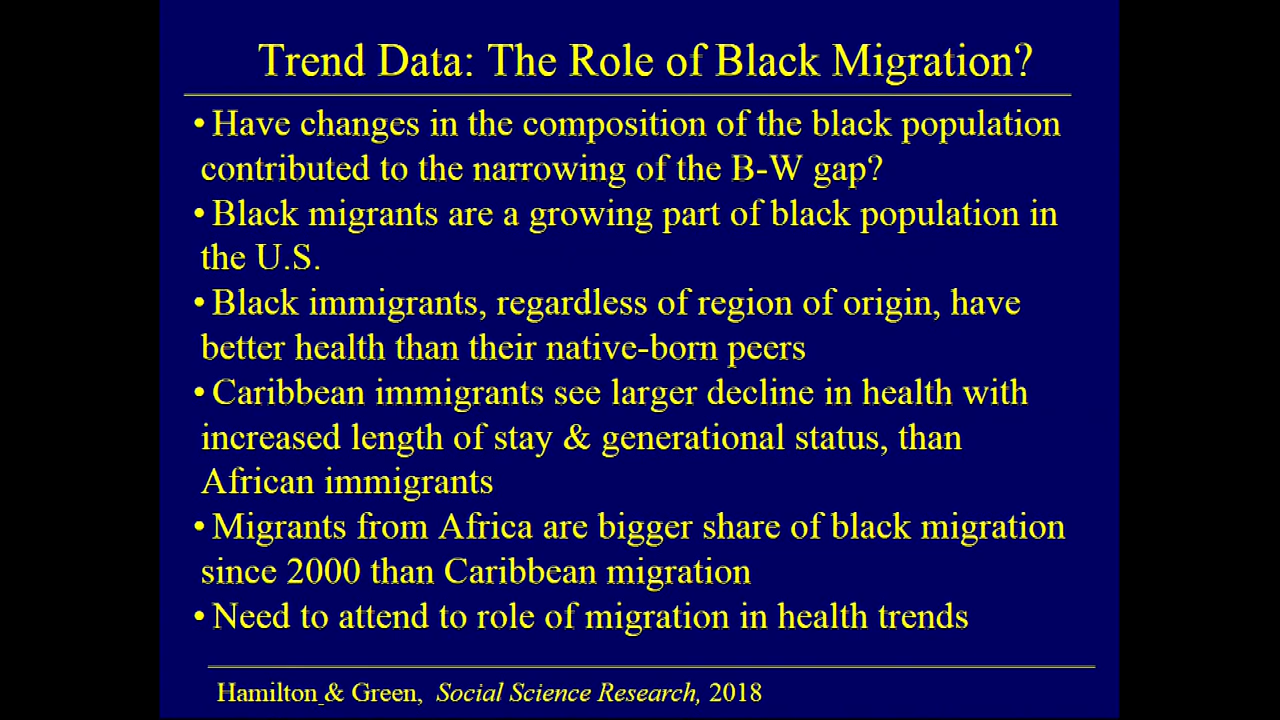 Trend Data: The Role of Black Migration?
• Have changes in the composition of the black population
contributed to the narrowing of the B-W gap?
• Black migrants are a growing part of black population in
the U.S.
• Black immigrants, regardless of region of origin, have
better health than their native-born peers
• Caribbean immigrants see larger decline in health with
increased length of stay & generational status, than
African immigrants
• Migrants from Africa are bigger share of black migration
since 2000 than Caribbean migration
• Need to attend to role of migration in health trends
Hamilton & Green, Social Science Research, 2018